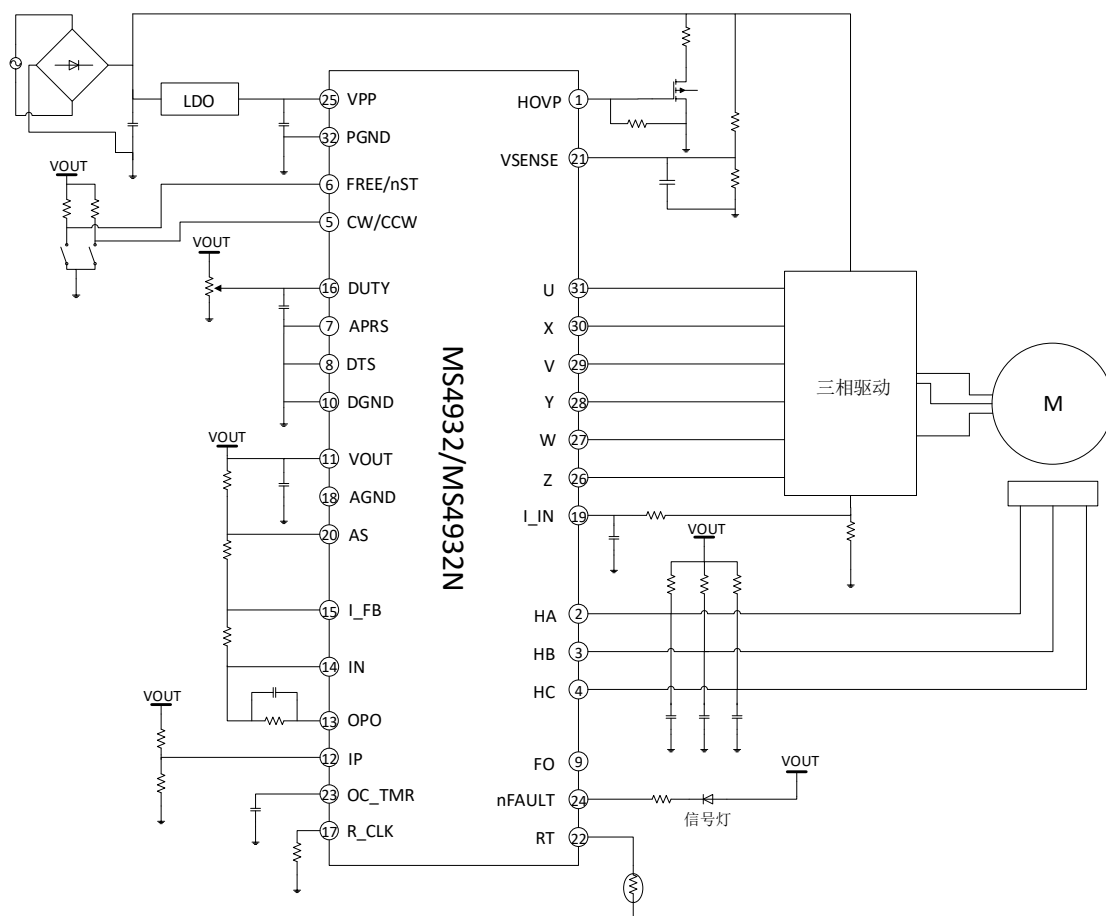 LDO
25 VPP
32 PGND
VOUT
6 FREE/nST
5 CW/CCW
VOUT
16 DUTY
7 APRS
8 DTS
10 DGND
VOUT
11 VOUT
18 AGND
20 AS
15 I_FB
14 IN
13 OPO
VOUT
12 IP
23 OC_TMR
17 R_CLK
MS4932/MS4932N
HOVP 1
VSENSE 21
U 31
X 30
V 29
Y 28
W 27
Z 26
I_IN 19
三相驱动
M
VOUT
HA 2
HB 3
HC 4
FO 9
nFAULT 24
VOUT
信号灯
RT 22